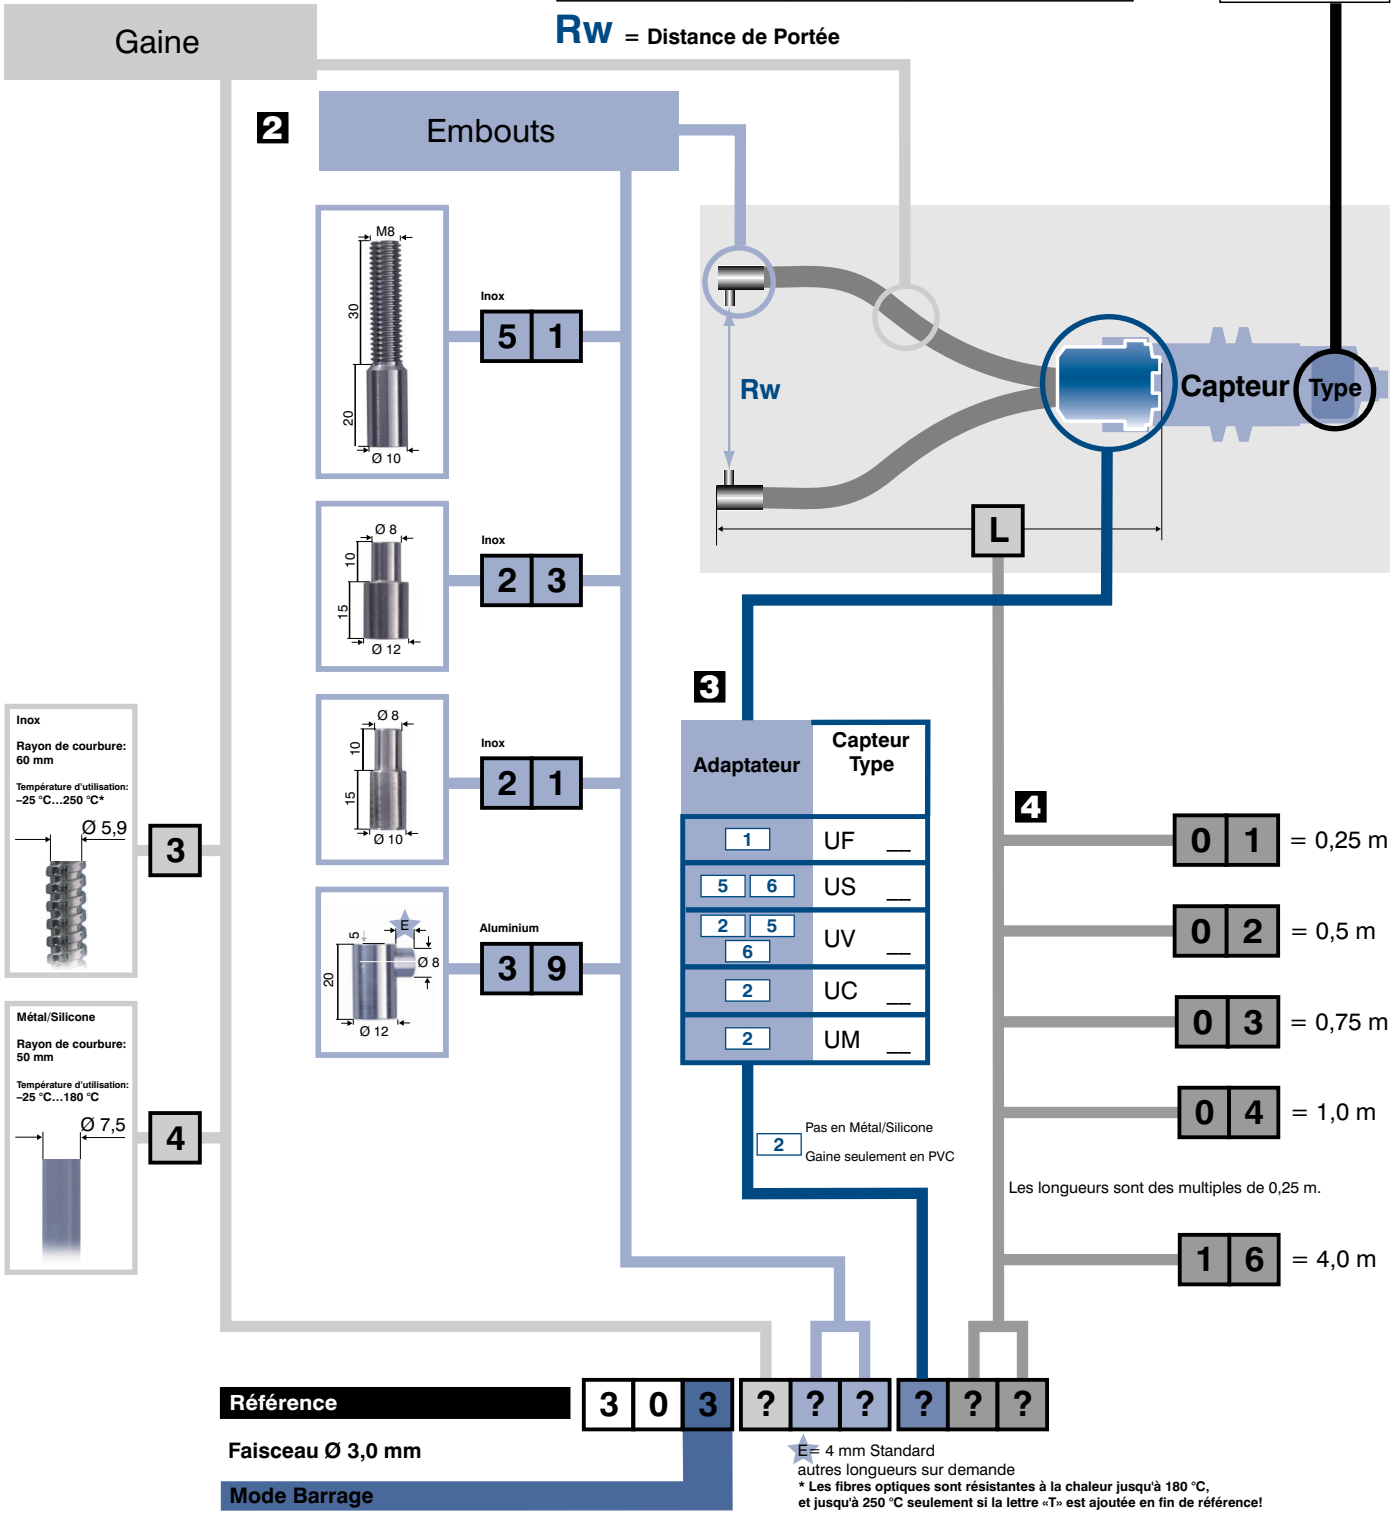 Gaine
Rw = Distance de Portée
2
Embouts
M8
30
20
Ø 10
Inox
5 1
Ø 8
10
15
Ø 12
Inox
2 3
Ø 8
10
15
Ø 10
Inox
2 1
E
5
Ø 8
20
Ø 12
Aluminium
3 9
Rw
Capteur
Type
L
Inox
Rayon de courbure:
60 mm
Température d'utilisation:
–25 °C...250 °C*
Ø 5,9
3
Métal/Silicone
Rayon de courbure:
50 mm
Température d'utilisation:
–25 °C...180 °C
Ø 7,5
4
3
Adaptateur
Capteur
Type
1 UF __
5 6 US __
2 5
6 UV __
2 UC __
2 UM __
2 Pas en Métal/Silicone
Gaine seulement en PVC
4
0 1 = 0,25 m
0 2 = 0,5 m
0 3 = 0,75 m
0 4 = 1,0 m
Les longueurs sont des multiples de 0,25 m.
1 6 = 4,0 m
Référence
3 0 3 ? ? ? ? ? ?
Faisceau Ø 3,0 mm
Mode Barrage
E= 4 mm Standard
autres longueurs sur demande
* Les fibres optiques sont résistantes à la chaleur jusqu'à 180 °C,
et jusqu'à 250 °C seulement si la lettre «T» est ajoutée en fin de référence!